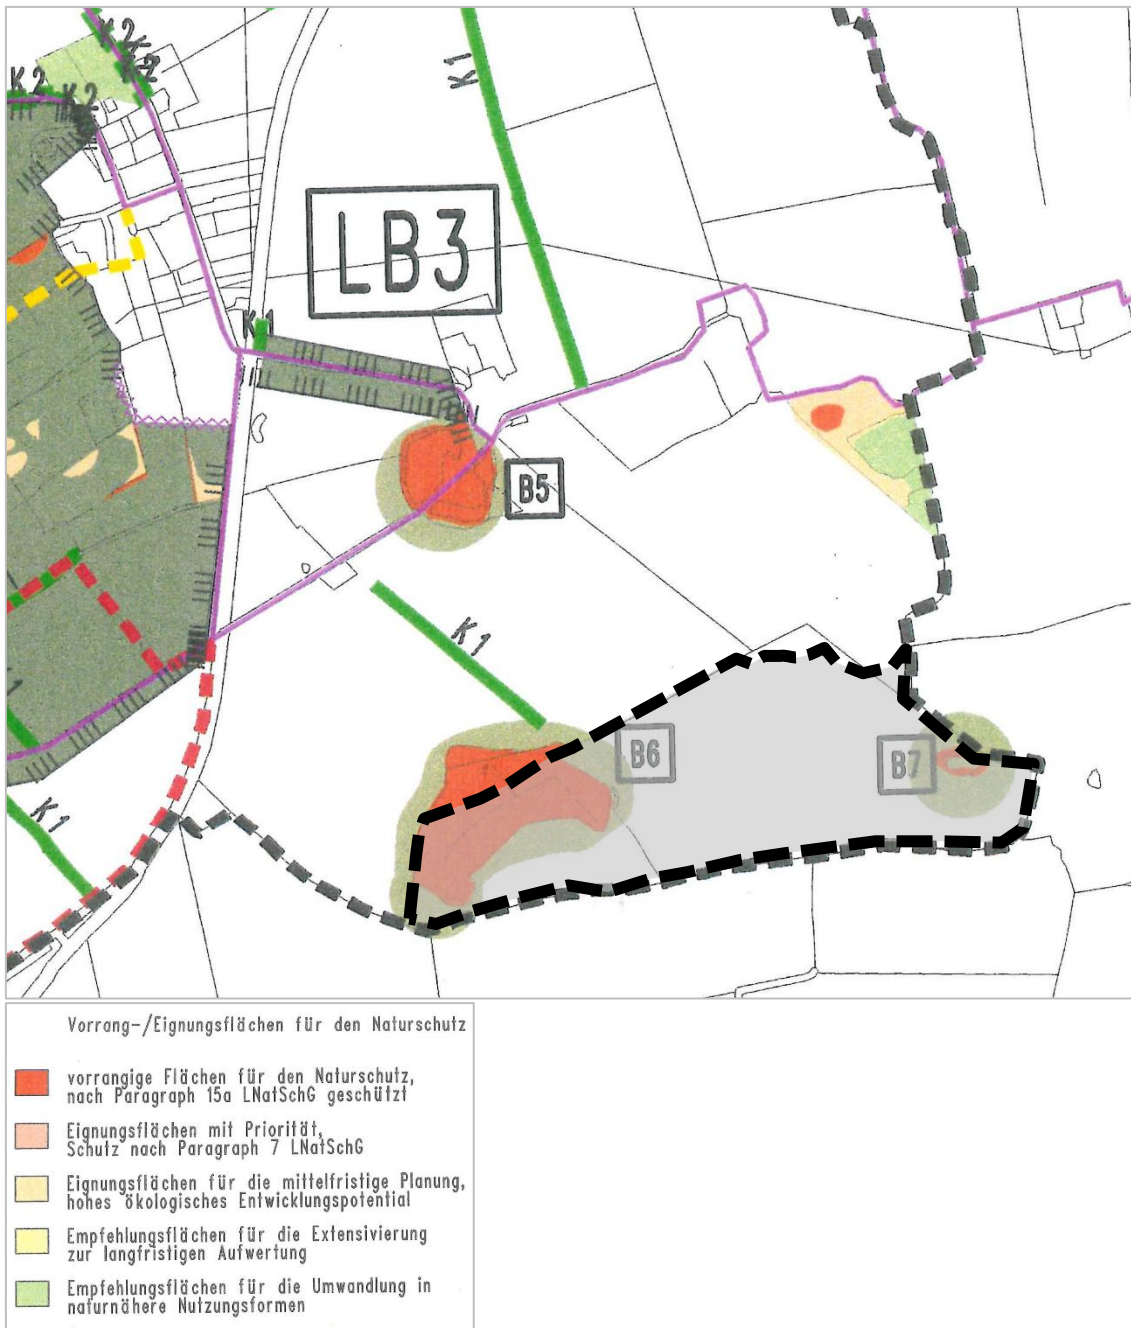 K2
K
K2
K2
K2
K1
LB3
K1
B5
K1
B6
B7
K1
Vorrang-/Eignungsflächen für den Naturschutz
vorrangige Flächen für den Naturschutz,
nach Paragraph 15a LNatSchG geschützt
Eignungsflächen mit Priorität,
Schutz nach Paragraph 7 LNatSchG
Eignungsflächen für die mittelfristige Planung,
hohes ökologisches Entwicklungspotential
Empfehlungsflächen für die Extensivierung
zur langfristigen Aufwertung
Empfehlungsflächen für die Umwandlung in
naturnähere Nutzungsformen